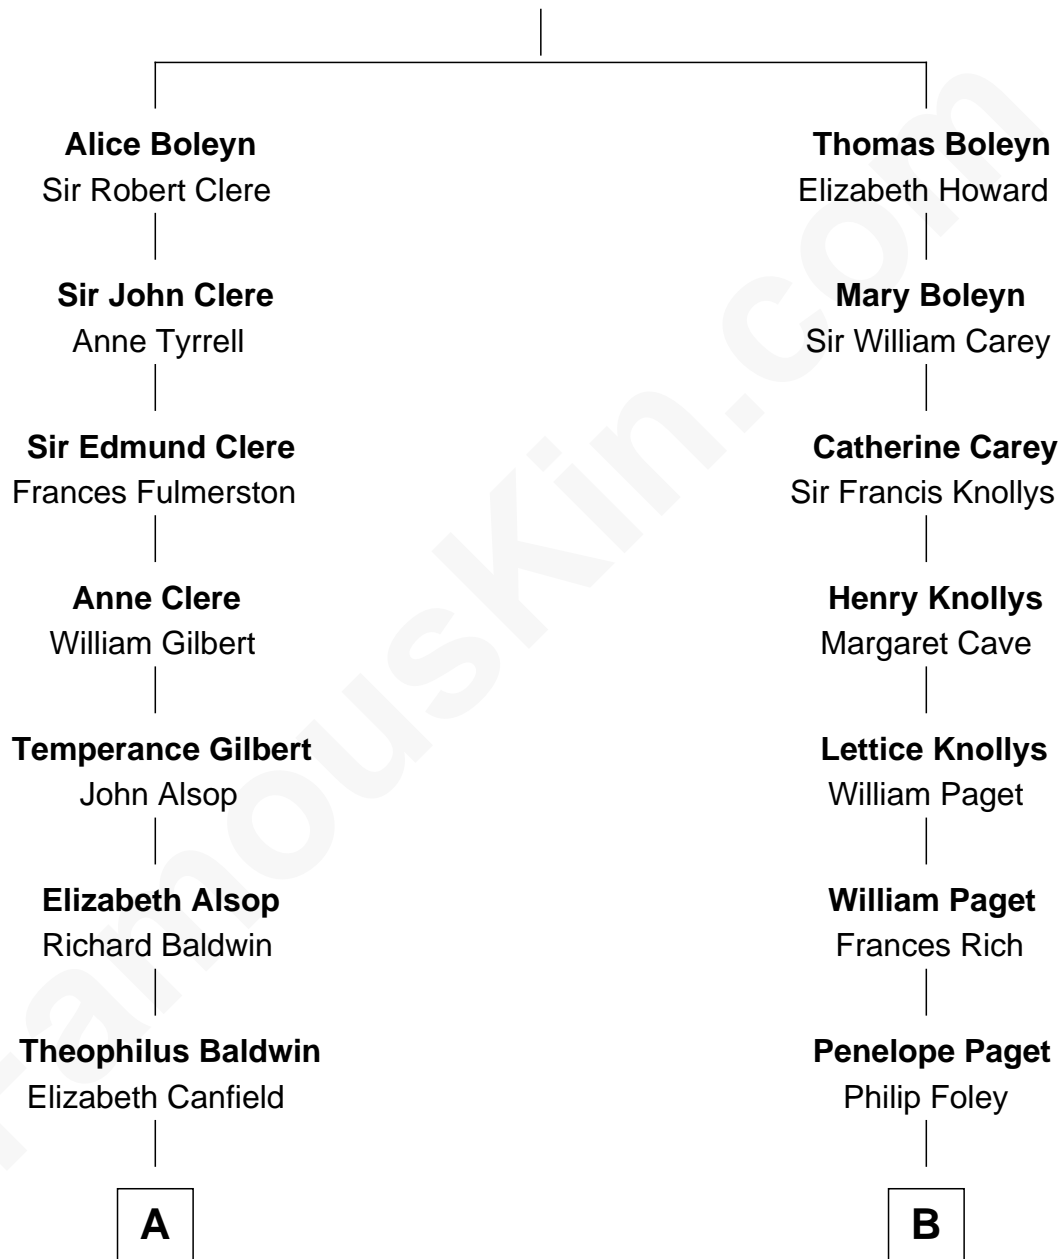 Alice Boleyn
Sir Robert Clere
Sir John Clere
Anne Tyrrell
Sir Edmund Clere
Frances Fulmerston
Anne Clere
William Gilbert
Temperance Gilbert
John Alsop
Elizabeth Alsop
Richard Baldwin
Theophilus Baldwin
Elizabeth Canfield
A
Thomas Boleyn
Elizabeth Howard
Mary Boleyn
Sir William Carey
Catherine Carey
Sir Francis Knollys
Henry Knollys
Margaret Cave
Lettice Knollys
William Paget
William Paget
Frances Rich
Penelope Paget
Philip Foley
B
FamousKin.com